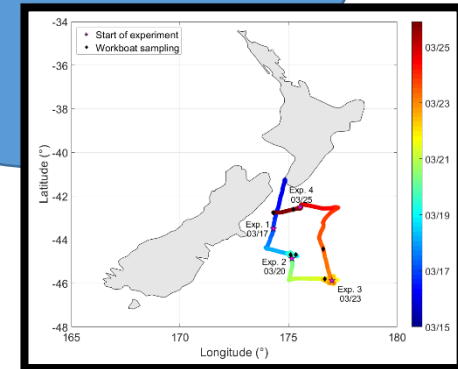 -34
-36
-38
-40
-42
-44
-46
-48
Latitude (°)
Start of experiment
Workboat sampling
Exp. 4
03/25
Exp. 1
03/17
Exp. 2
03/20
Exp. 3
03/23
165
170
175
180
Longitude (°)
03/25
03/23
03/21
03/19
03/17
03/15